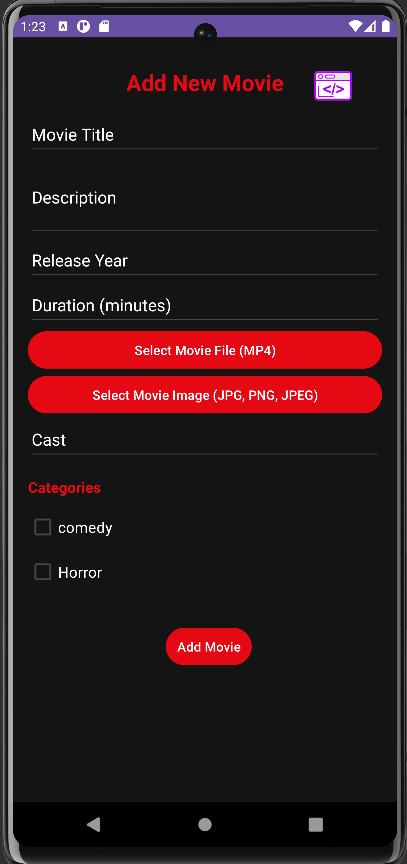 1:23
Add New Movie
</>
Movie Title
Description
Release Year
Duration (minutes)
Select Movie File (MP4)
Select Movie Image (JPG, PNG, JPEG)
Cast
Categories
comedy
Horror
Add Movie